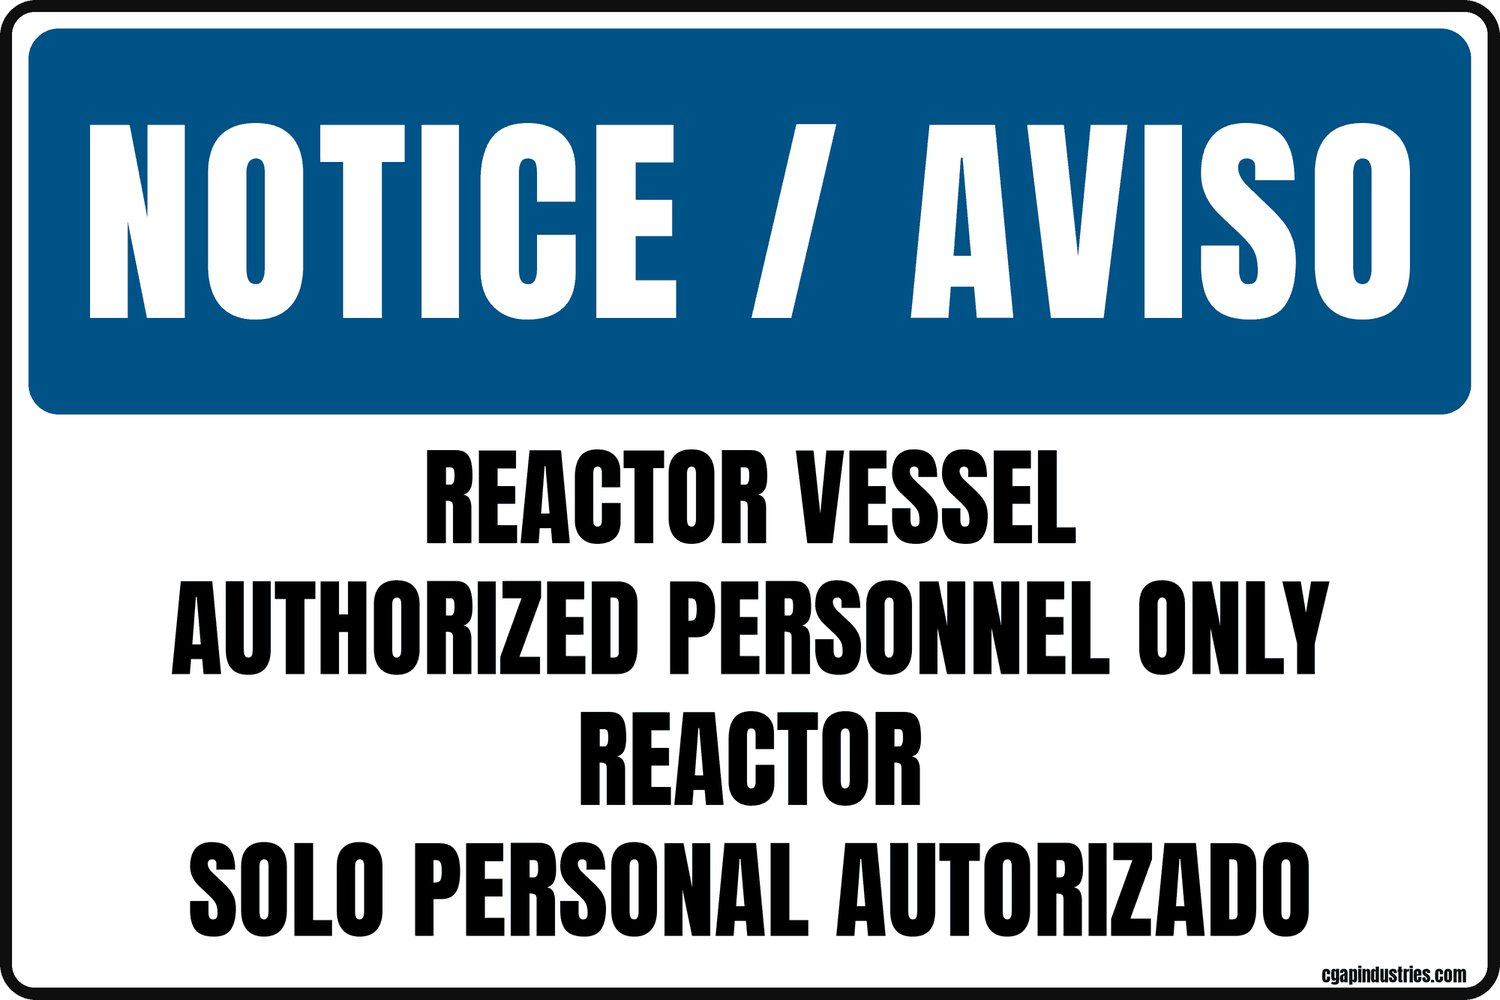 NOTICE / AVISO
REACTOR VESSEL
AUTHORIZED PERSONNEL ONLY
REACTOR
SOLO PERSONAL AUTORIZADO
cgapindustries.com